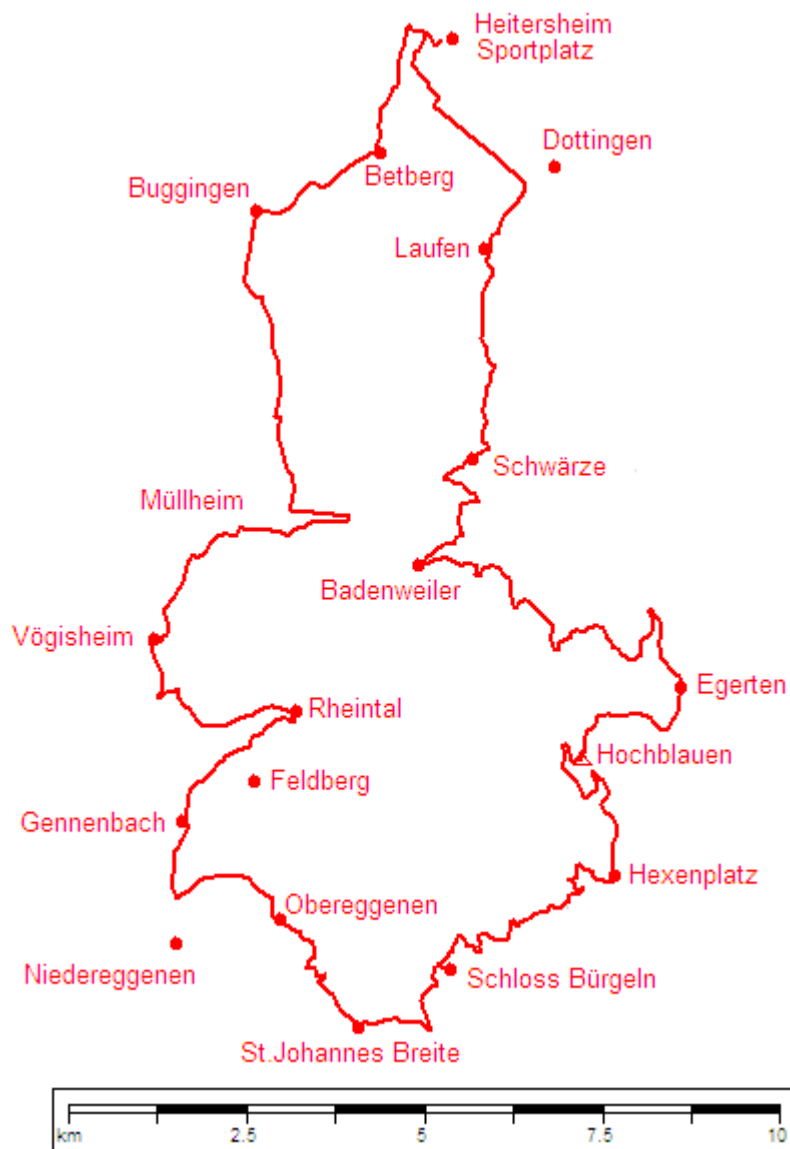 Heitersheim
Sportplatz
Dottingen
Betberg
Buggingen
Laufen
Schwärze
Müllheim
Badenweiler
Vögisheim
Egerten
Rheintal
Hochblauen
Feldberg
Gennenbach
Hexenplatz
Obereggenen
Niedereggenen
Schloss Bürgeln
St.Johannes Breite
km 2.5 5 7.5 10